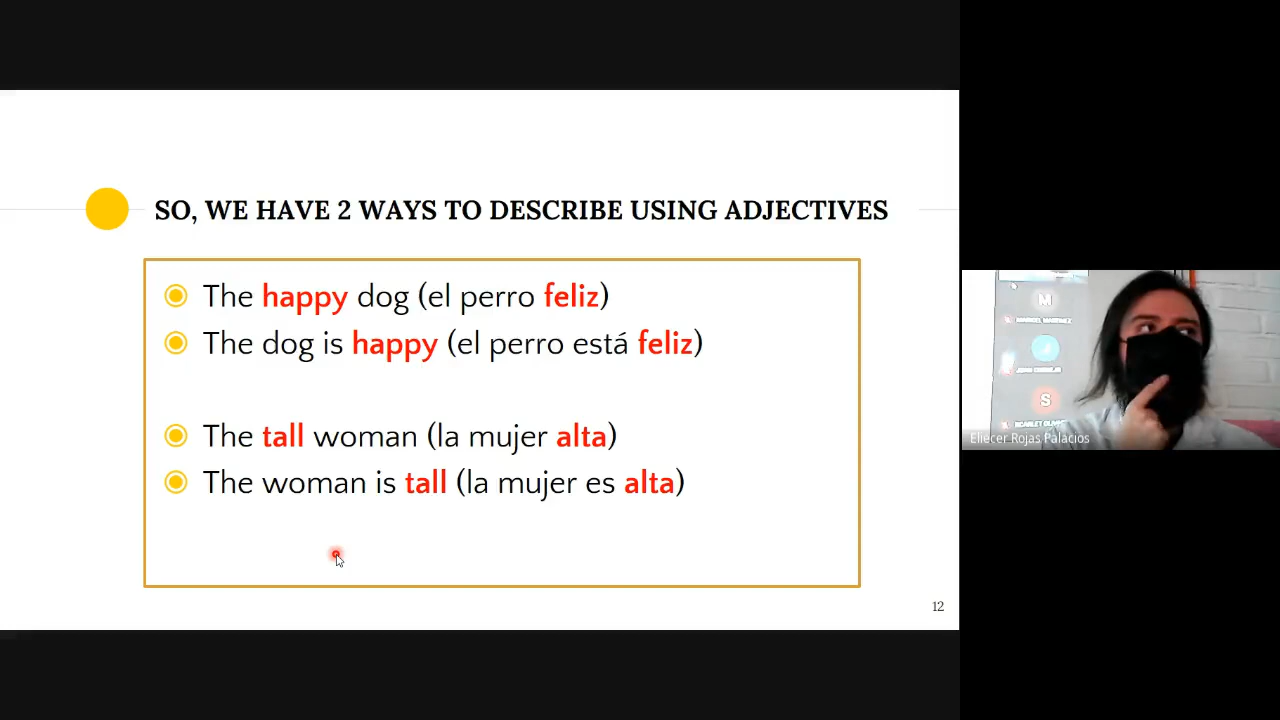 SO, WE HAVE 2 WAYS TO DESCRIBE USING ADJECTIVES
The happy dog (el perro feliz)
The dog is happy (el perro está feliz)
The tall woman (la mujer alta)
The woman is tall (la mujer es alta)
12
M
S
Eliecer Rojas Palacios